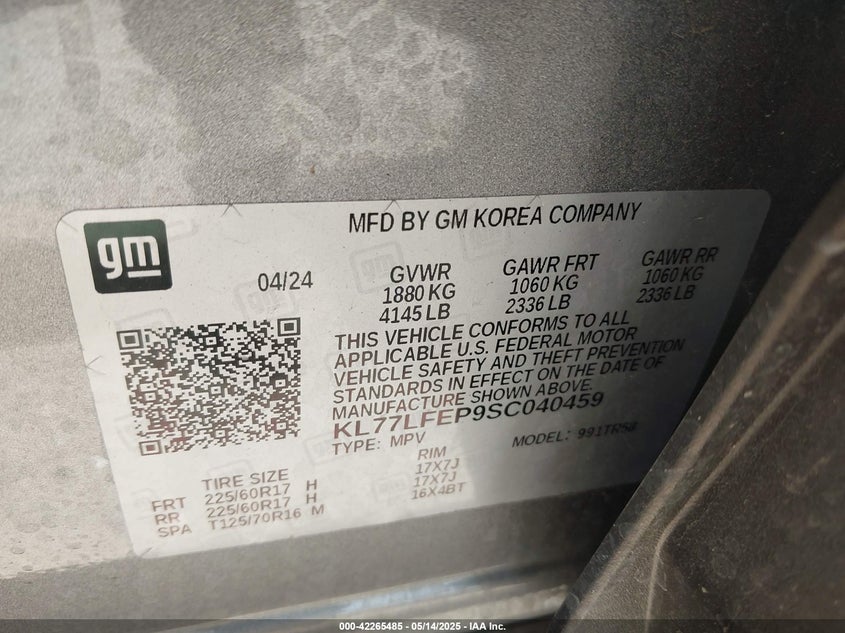 gm
MFD BY GM KOREA COMPANY
04/24
GVWR GAWR FRT GAWR RR
1880 KG 1060 KG 1060 KG
4145 LB 2336 LB 2336 LB
THIS VEHICLE CONFORMS TO ALL
APPLICABLE U.S. FEDERAL MOTOR
VEHICLE SAFETY AND THEFT PREVENTION
STANDARDS IN EFFECT ON THE DATE OF
MANUFACTURE SHOWN ABOVE.
KL77LFEP9SC040459
TYPE: MPV MODEL: 991TR58
TIRE SIZE RIM
FRT 225/60R17 H 17X7J
RR 225/60R17 H 17X7J
SPA T125/70R16 M 16X4BT
000-42265485 - 05/14/2025 - IAA Inc.